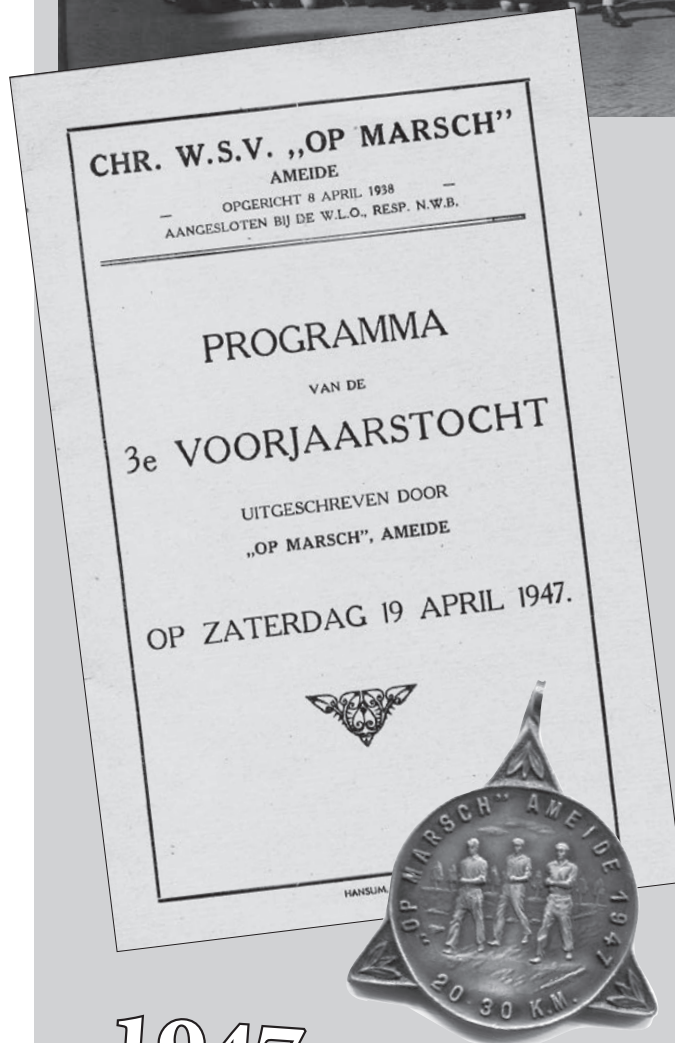 CHR. W.S.V. „OP MARSCH”
AMEIDE
— OPGERICHT 8 APRIL 1938 —
AANGESLOTEN BIJ DE W.L.O., RESP. N.W.B.
PROGRAMMA
VAN DE
3e VOORJAARSTOCHT
UITGESCHREVEN DOOR
„OP MARSCH”, AMEIDE
OP ZATERDAG 19 APRIL 1947.
HANSUM,
„OP MARSCH” AMEIDE 1947
20-30 K.M.
1947